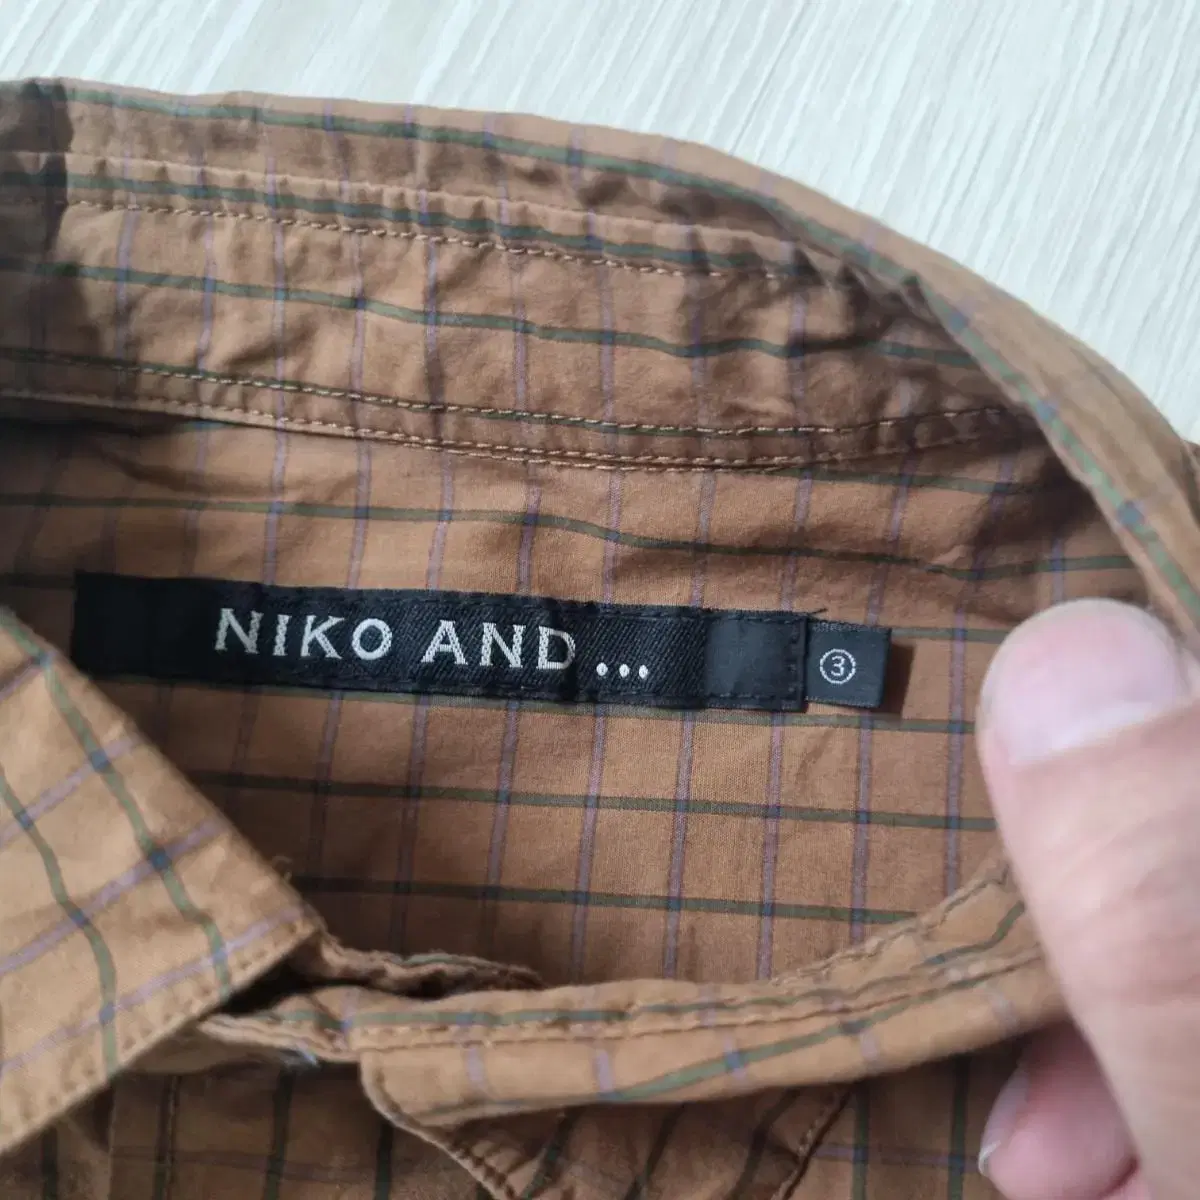 NIKO AND ...
③